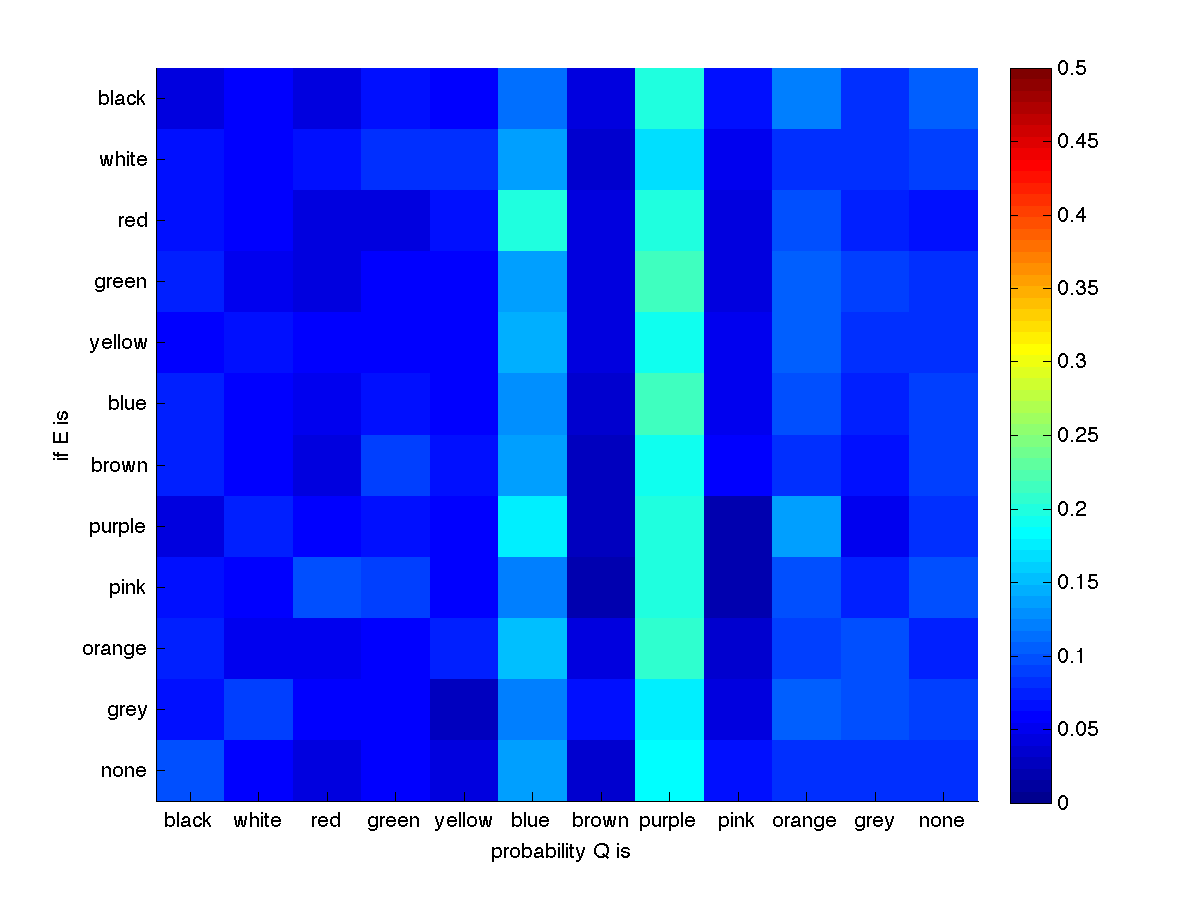 black
white
red
green
yellow
blue
brown
purple
pink
orange
grey
none
if E is
black white red green yellow blue brown purple pink orange grey none
probability Q is
0.5
0.45
0.4
0.35
0.3
0.25
0.2
0.15
0.1
0.05
0